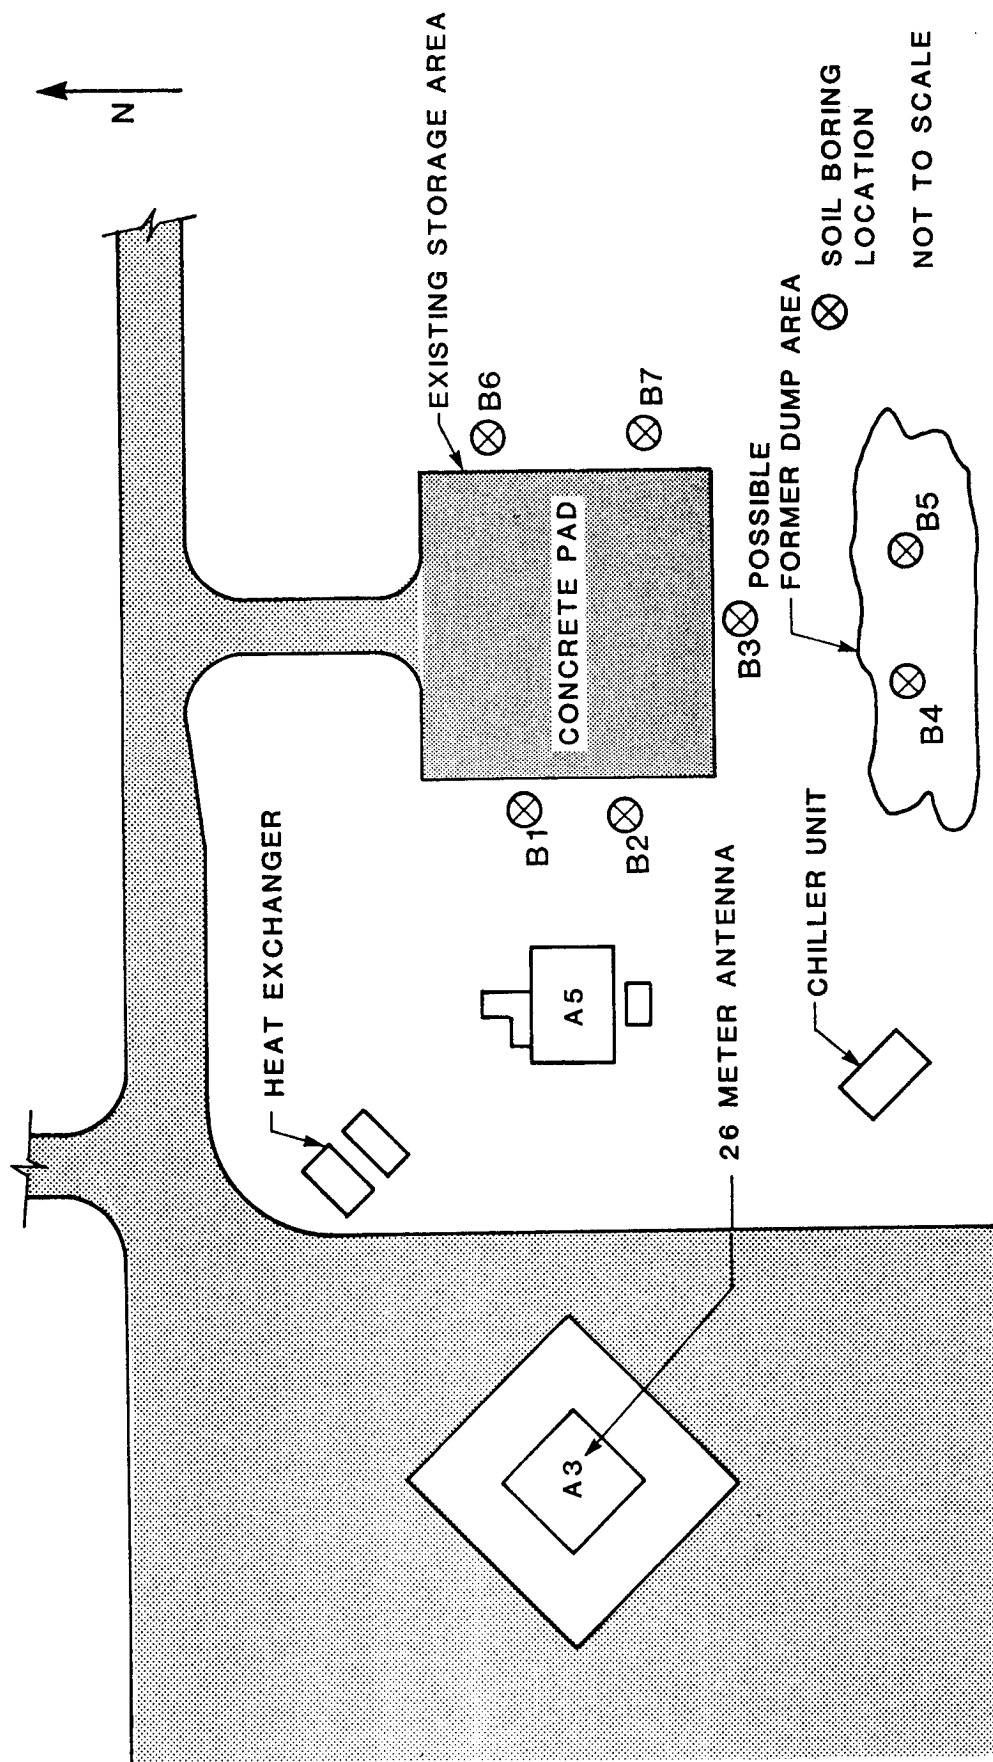 N
EXISTING STORAGE AREA
B6
B7
CONCRETE PAD
B1
B2
B3
POSSIBLE
FORMER DUMP AREA
B4
B5
SOIL BORING
LOCATION
NOT TO SCALE
HEAT EXCHANGER
A5
26 METER ANTENNA
CHILLER UNIT
A3